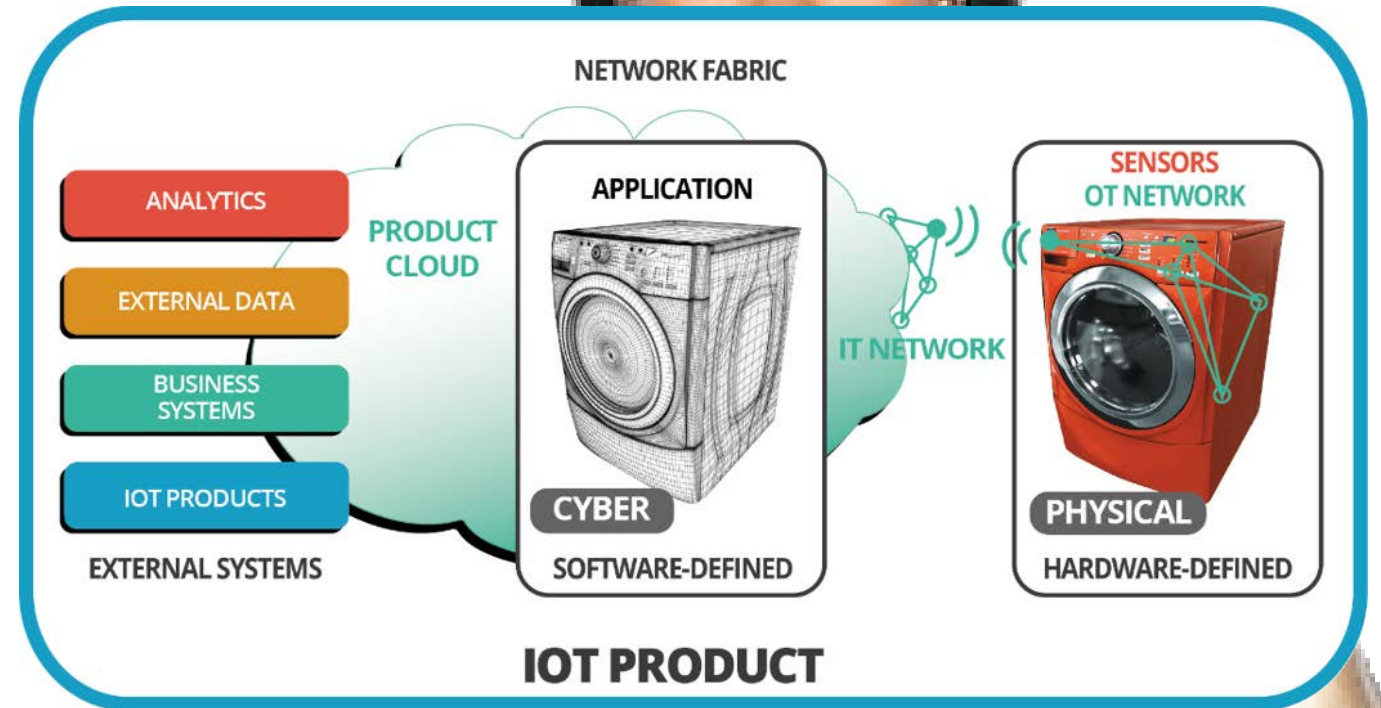 NETWORK FABRIC
ANALYTICS
EXTERNAL DATA
BUSINESS
SYSTEMS
IOT PRODUCTS
EXTERNAL SYSTEMS
PRODUCT
CLOUD
APPLICATION
CYBER
SOFTWARE-DEFINED
IT NETWORK
SENSORS
OT NETWORK
PHYSICAL
HARDWARE-DEFINED
IOT PRODUCT